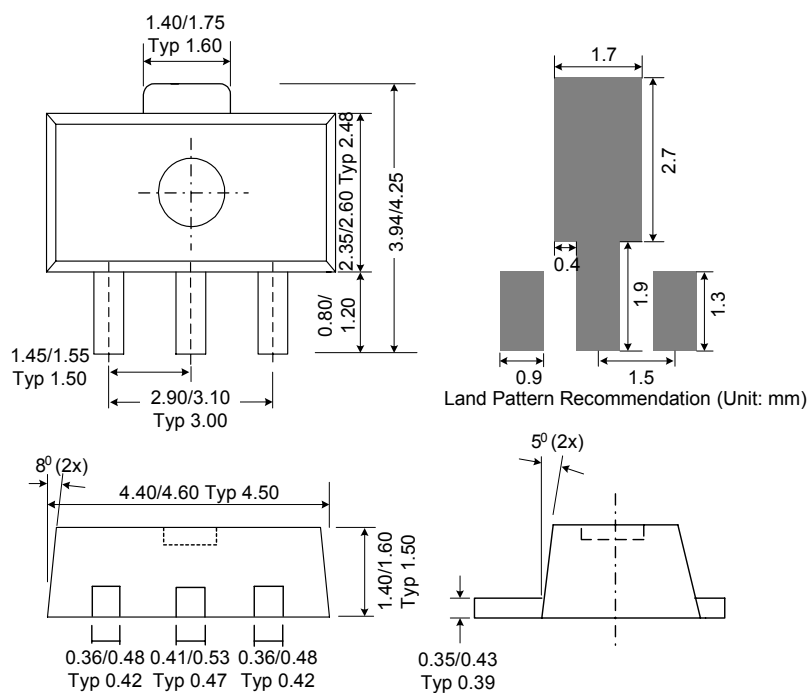 1.40/1.75
Typ 1.60
2.35/2.60 Typ 2.48
3.94/4.25
0.80/
1.20
1.45/1.55
Typ 1.50
2.90/3.10
Typ 3.00
1.7
2.7
0.4
1.9
1.3
0.9
1.5
Land Pattern Recommendation (Unit: mm)
8⁰ (2x)
4.40/4.60 Typ 4.50
1.40/1.60
Typ 1.50
0.36/0.48 0.41/0.53 0.36/0.48
Typ 0.42 Typ 0.47 Typ 0.42
5⁰ (2x)
0.35/0.43
Typ 0.39